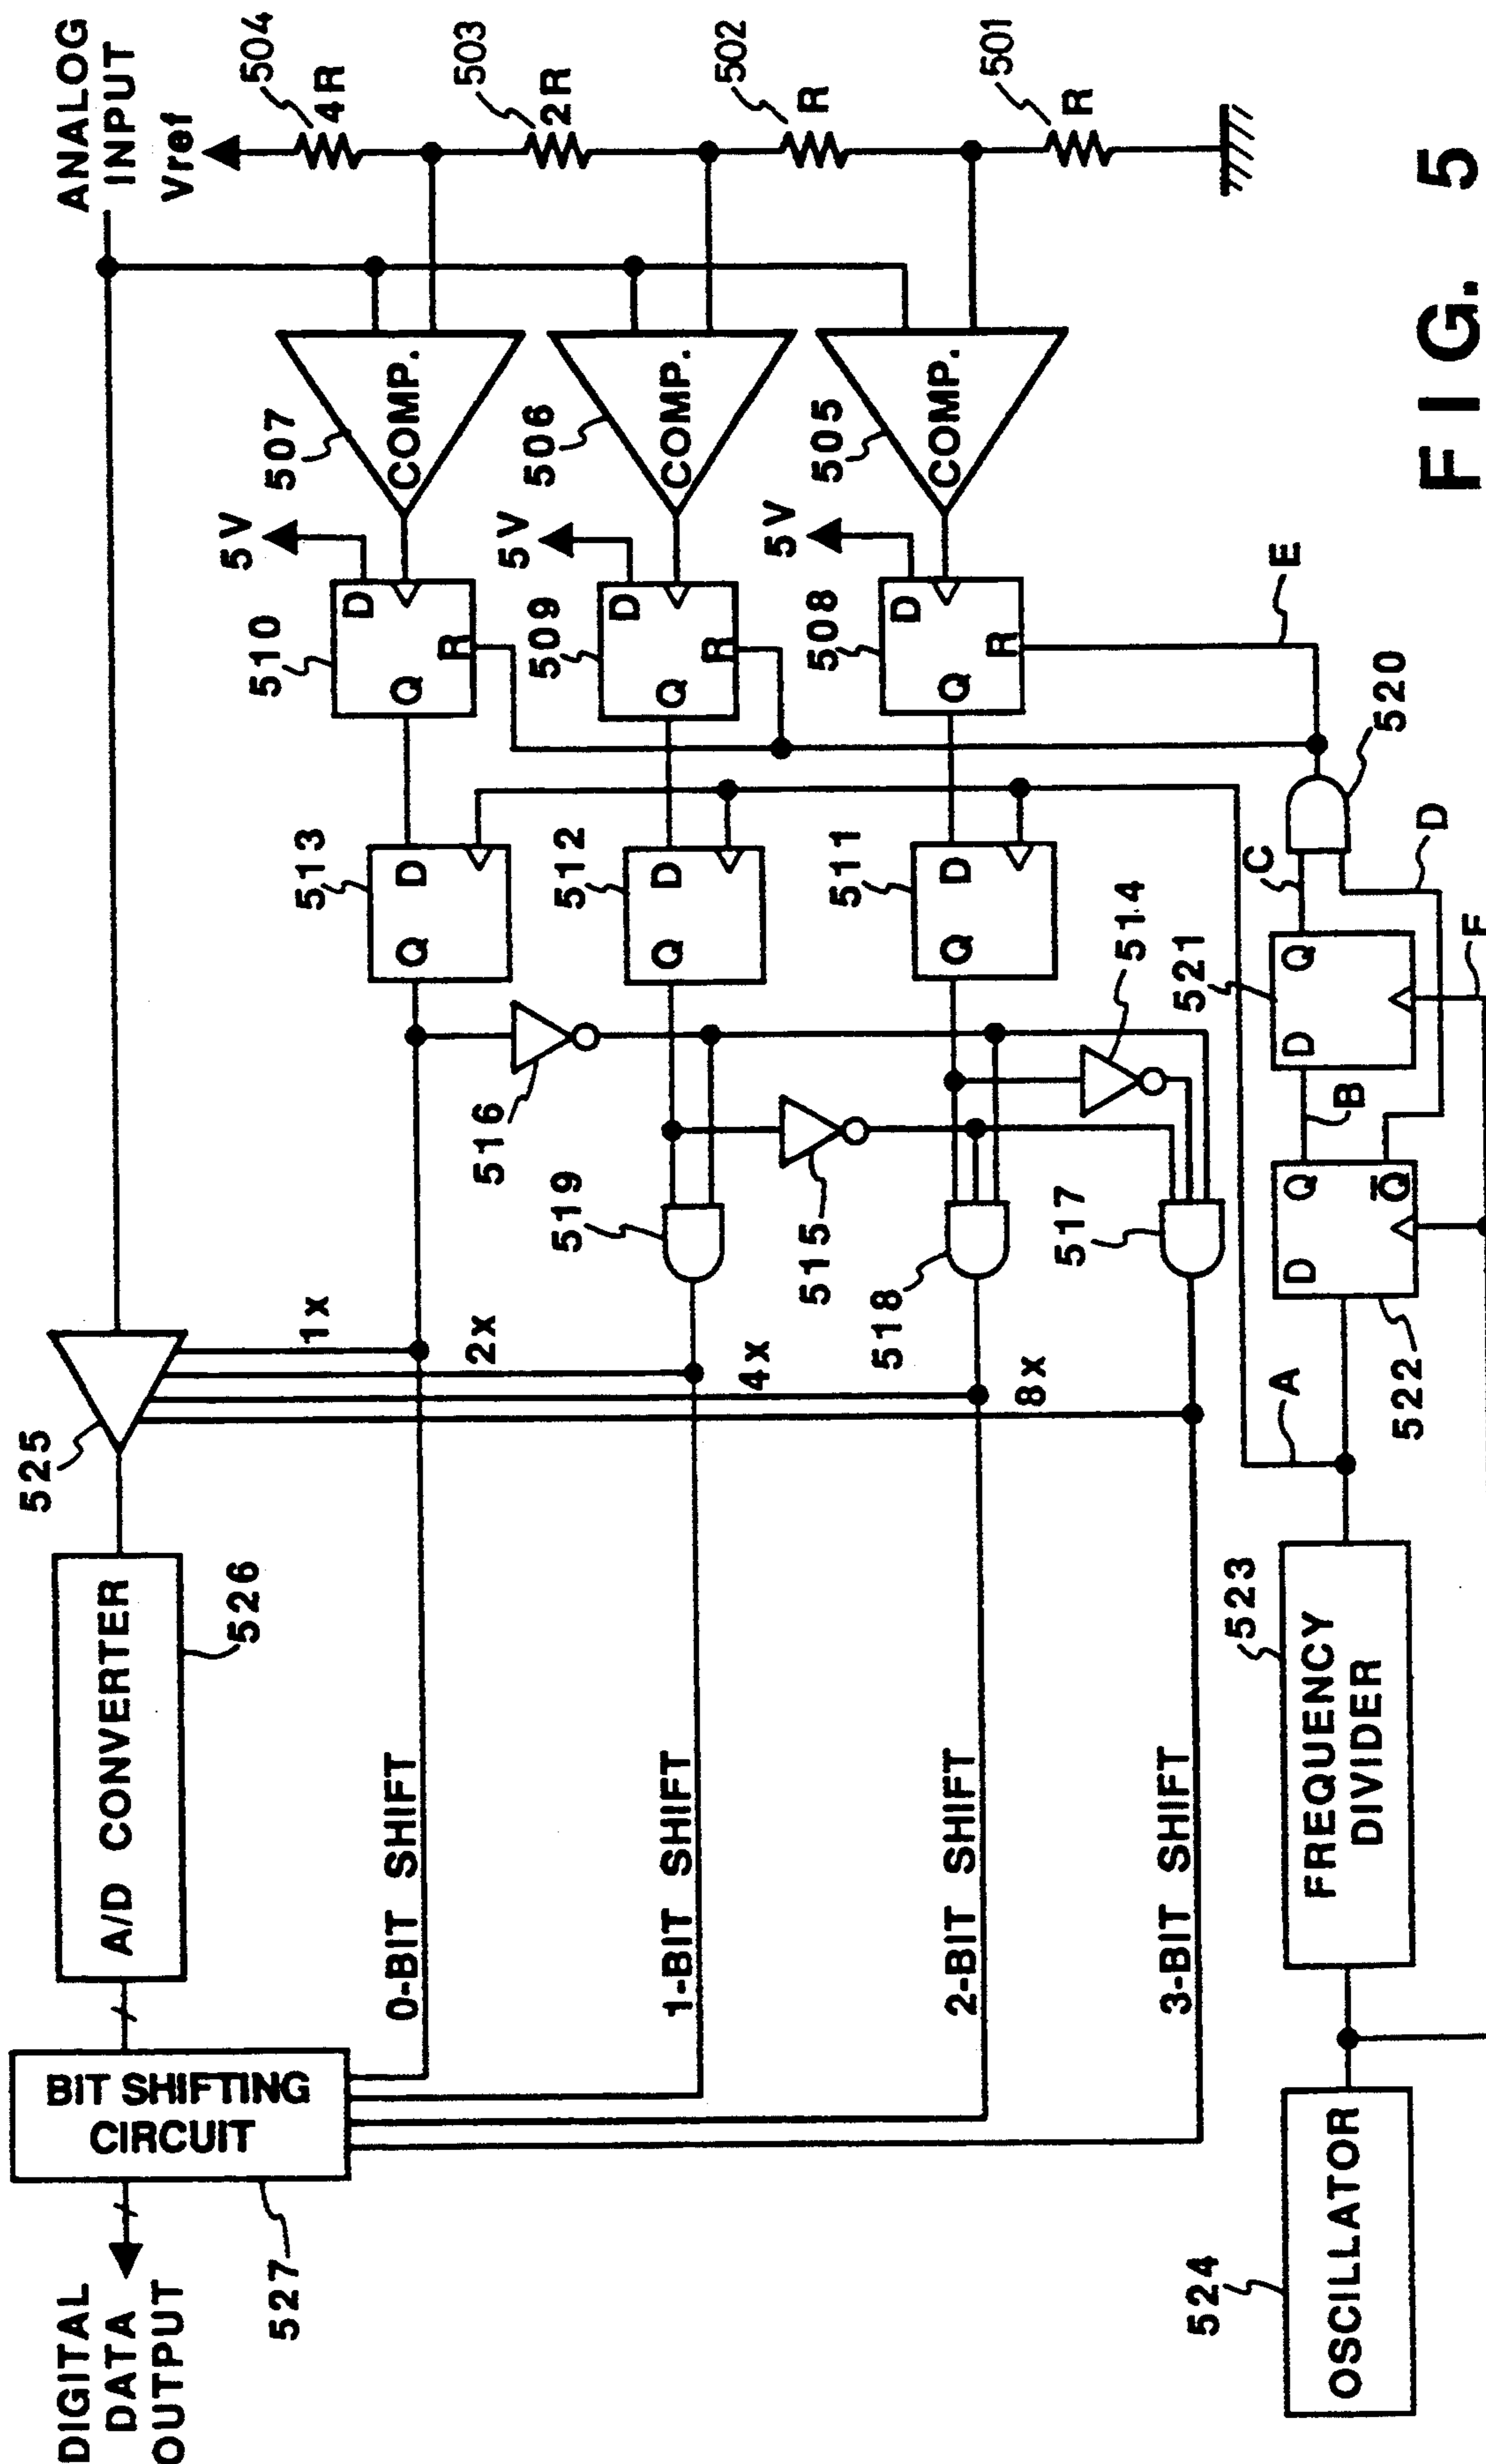 ANALOG
INPUT
Vref
504
4R
503
2R
502
R
501
R
507
COMP.
506
COMP.
505
COMP.
5V
5V
5V
510
D
Q
R
509
D
Q
R
508
D
Q
R
E
520
513
D
Q
512
D
Q
511
D
Q
C
D
514
521
Q
D
F
B
516
519
515
518
517
Q
Q
D
522
A
1x
2x
4x
8x
525
A/D CONVERTER
526
0-BIT SHIFT
1-BIT SHIFT
2-BIT SHIFT
3-BIT SHIFT
523
FREQUENCY
DIVIDER
BIT SHIFTING
CIRCUIT
527
524
OSCILLATOR
DIGITAL
DATA
OUTPUT
FIG. 5